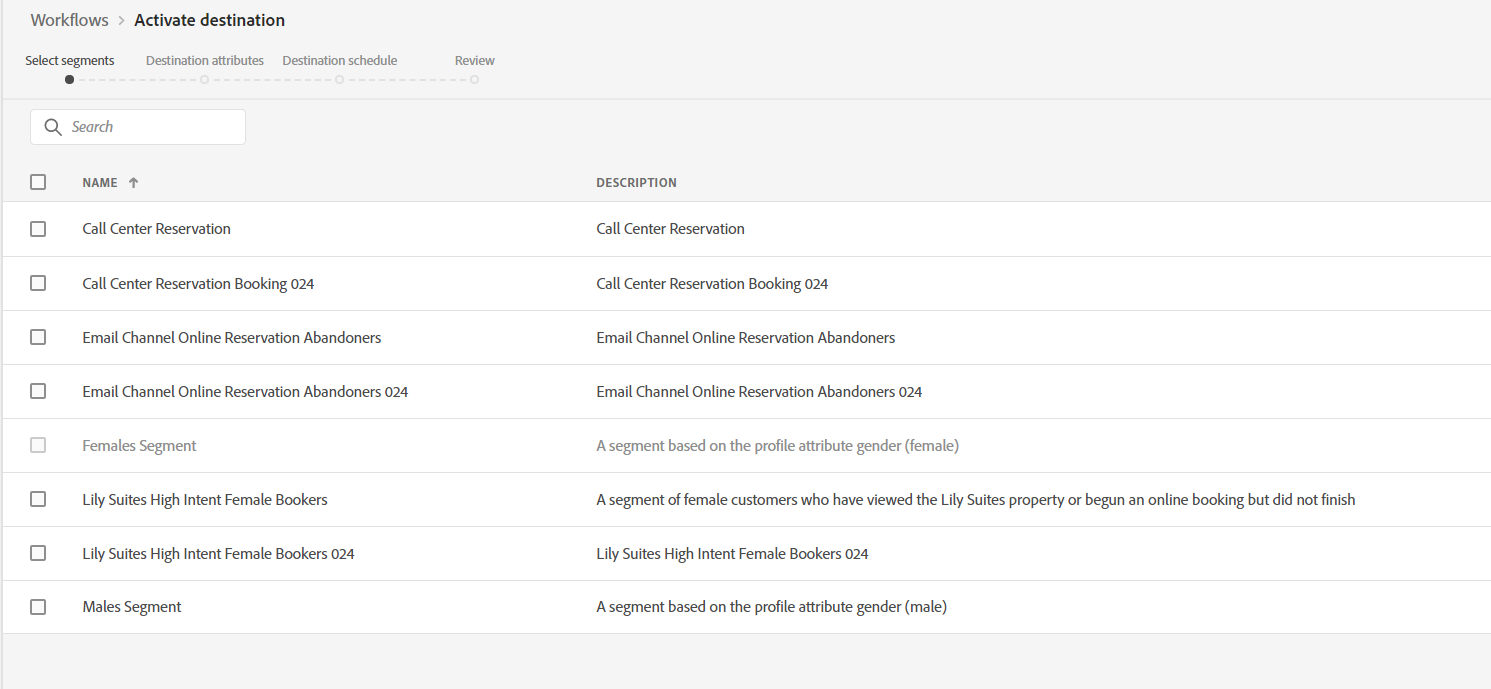 Workflows > Activate destination
Select segments Destination attributes Destination schedule Review
Search
NAME ↑ DESCRIPTION
Call Center Reservation Call Center Reservation
Call Center Reservation Booking 024 Call Center Reservation Booking 024
Email Channel Online Reservation Abandoners Email Channel Online Reservation Abandoners
Email Channel Online Reservation Abandoners 024 Email Channel Online Reservation Abandoners 024
Females Segment A segment based on the profile attribute gender (female)
Lily Suites High Intent Female Bookers A segment of female customers who have viewed the Lily Suites property or begun an online booking but did not finish
Lily Suites High Intent Female Bookers 024 Lily Suites High Intent Female Bookers 024
Males Segment A segment based on the profile attribute gender (male)